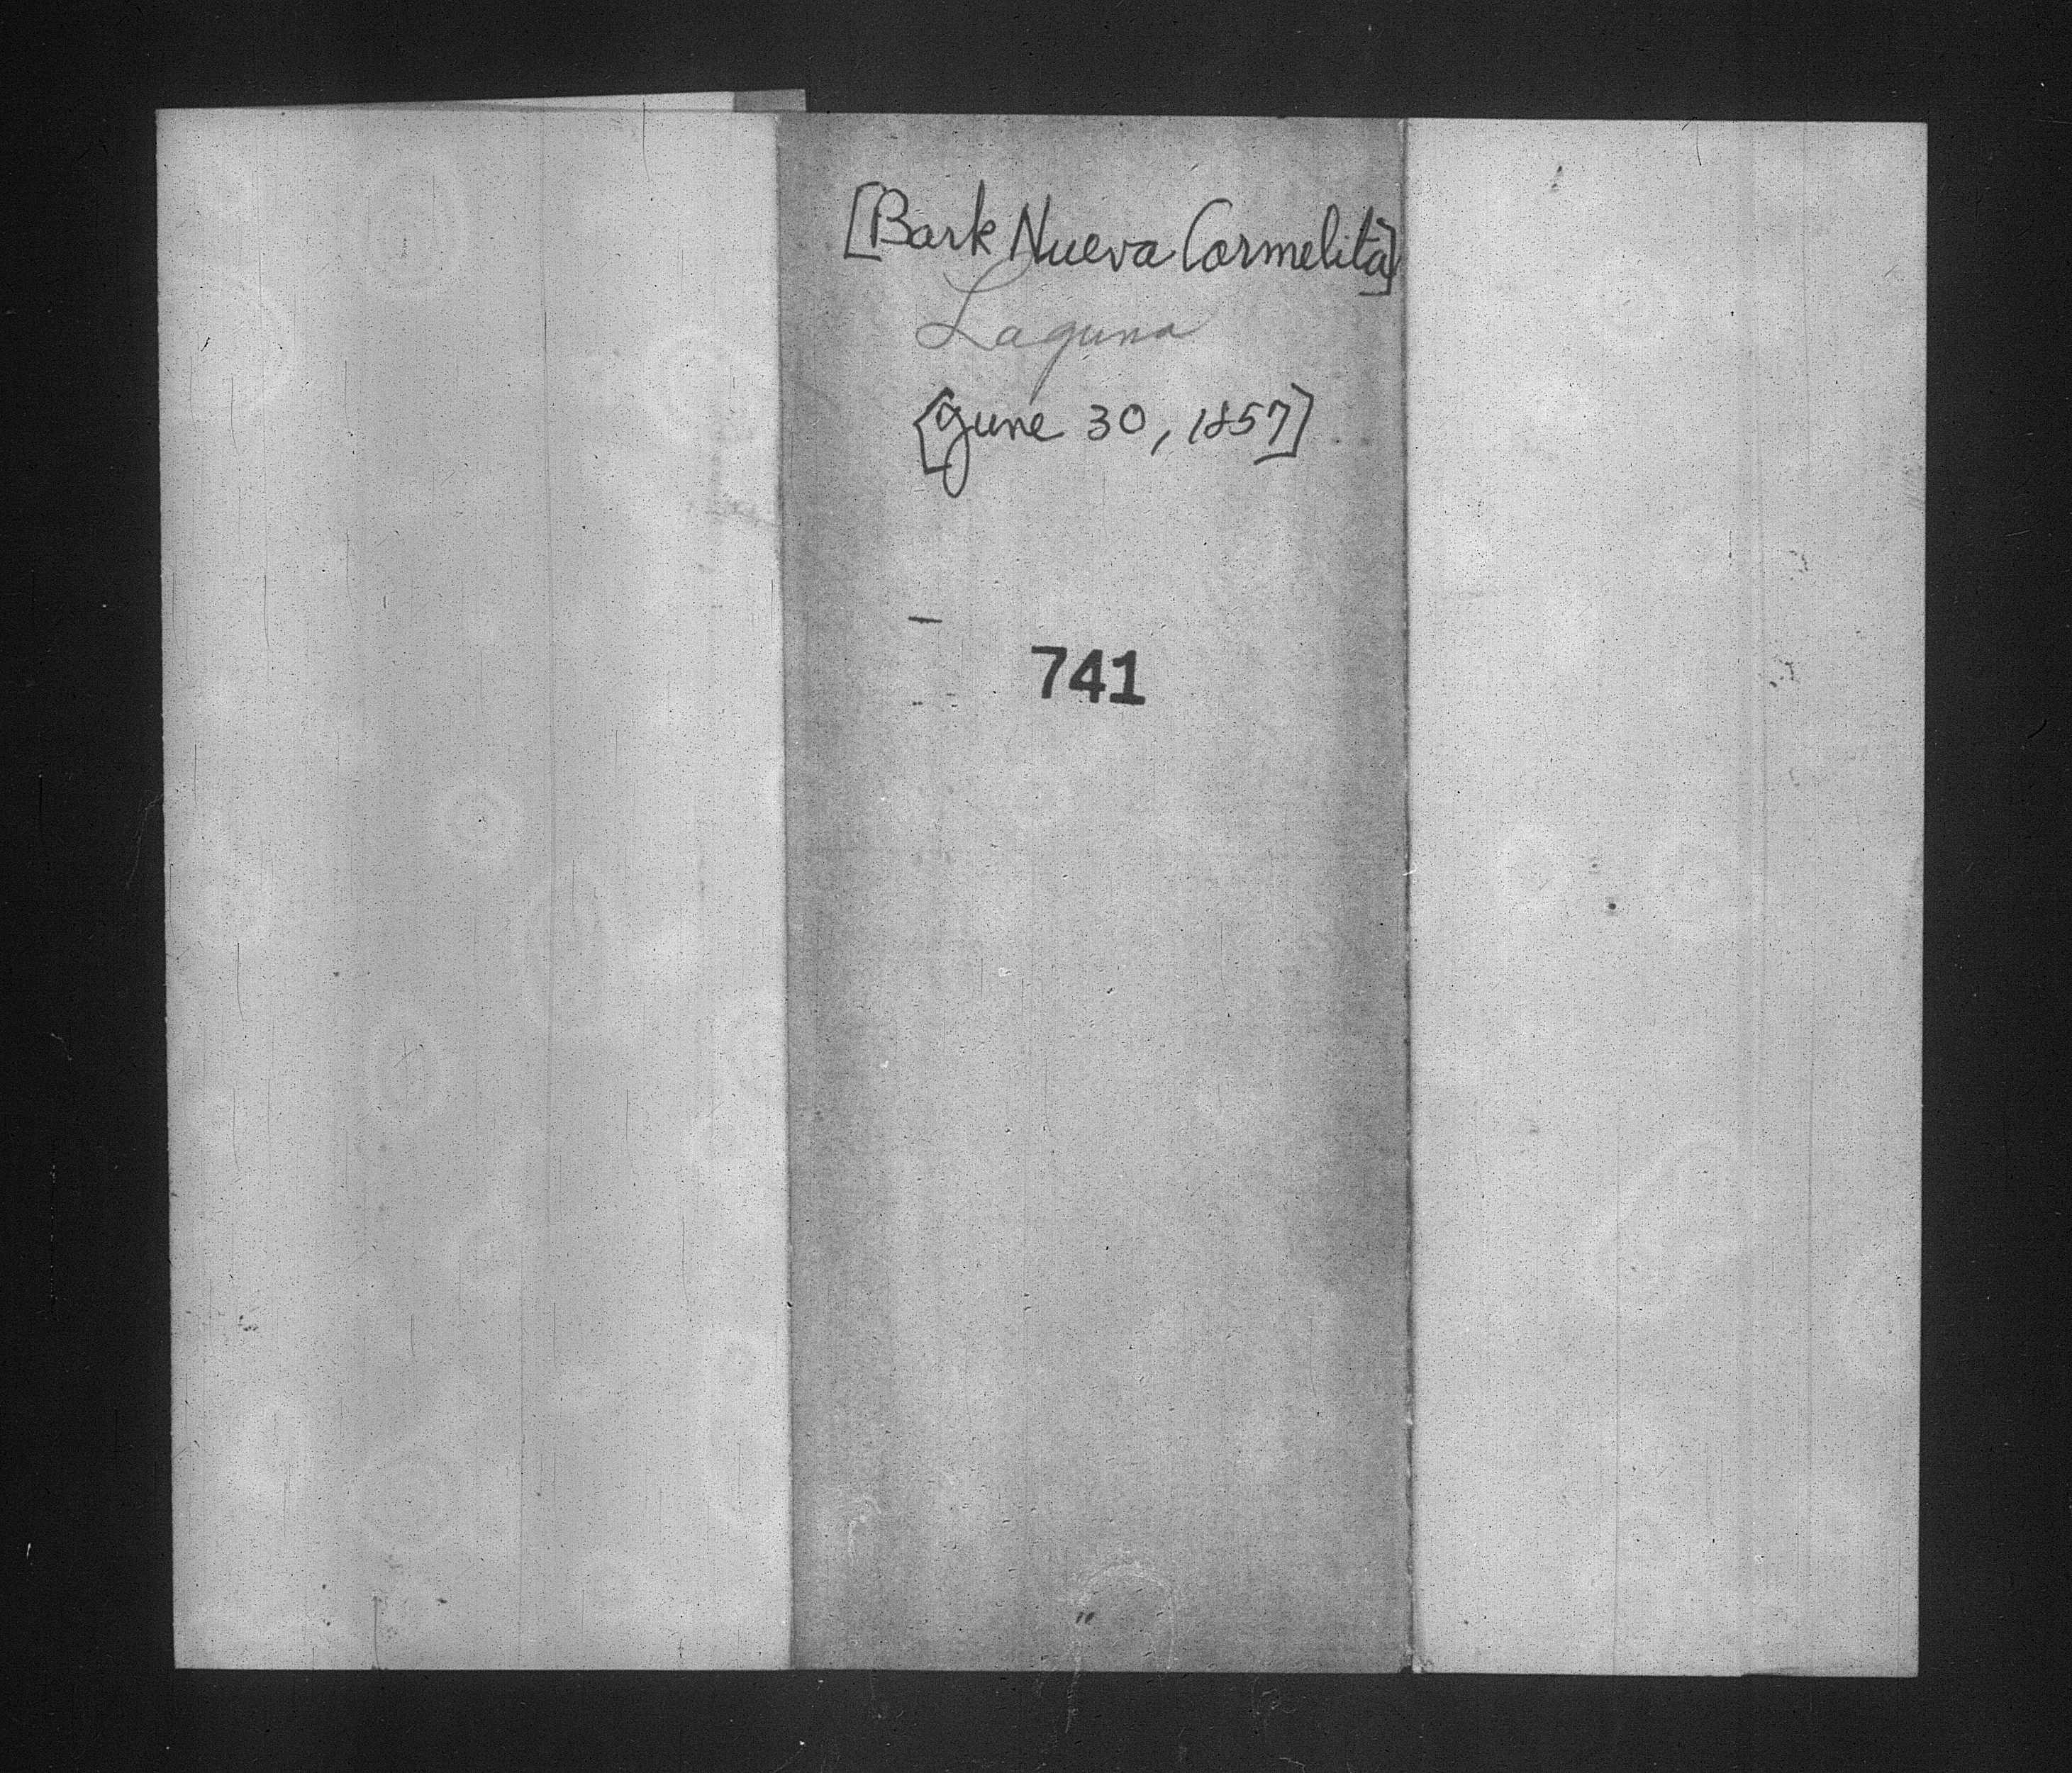 [Bark Nueva Carmelita]
Laguna
[June 30, 1857]
741